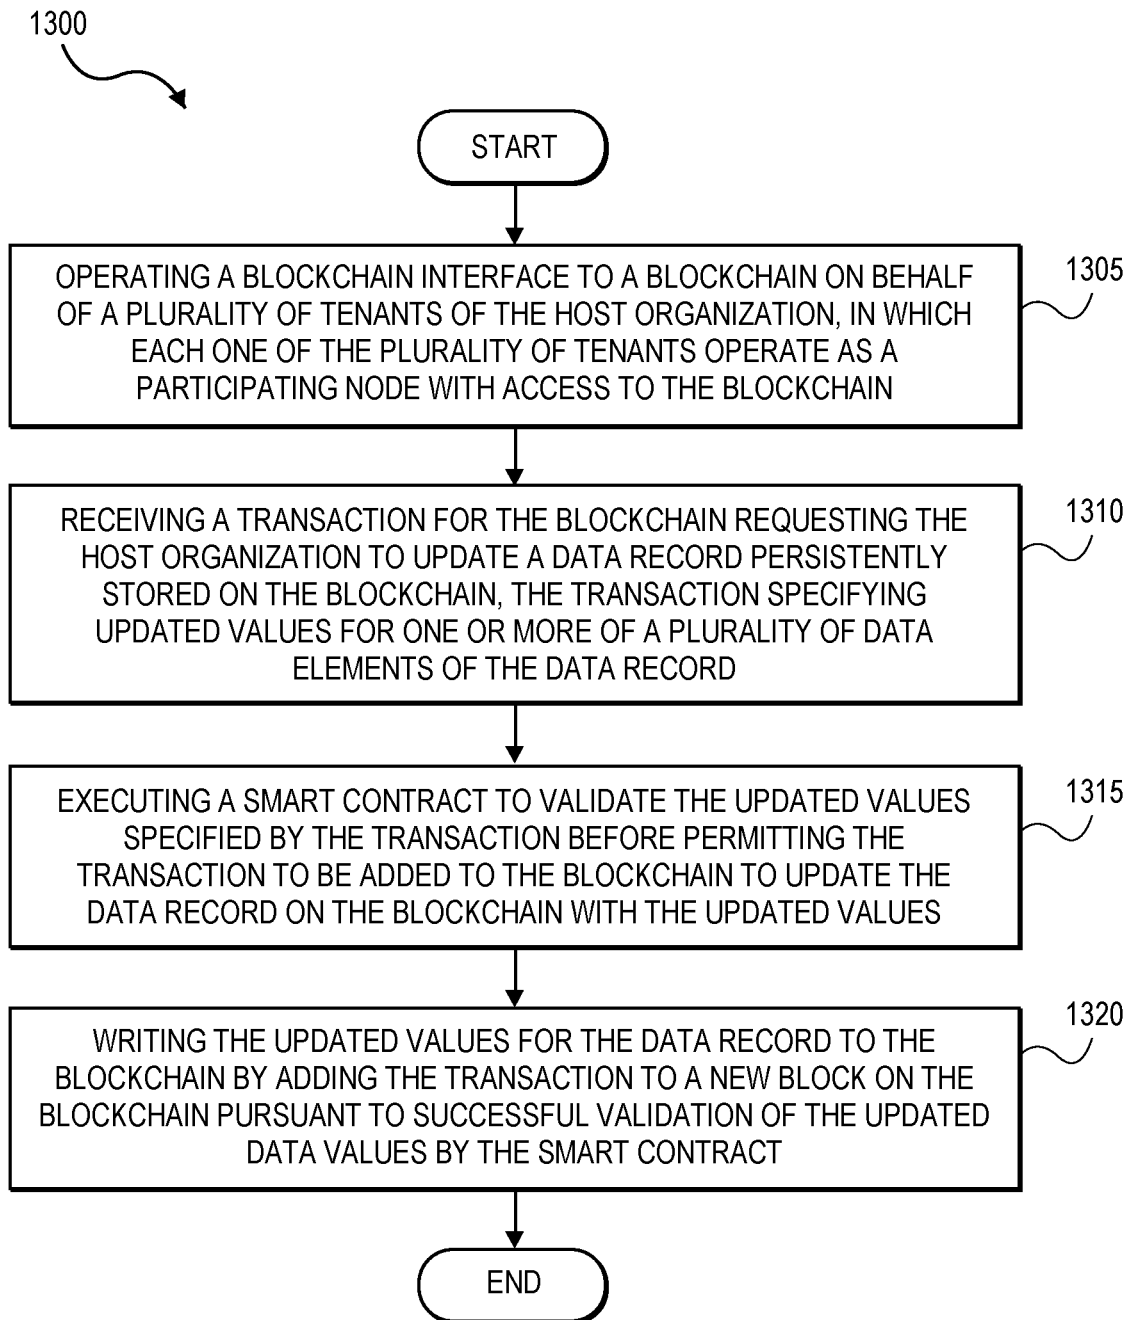 1300
START
OPERATING A BLOCKCHAIN INTERFACE TO A BLOCKCHAIN ON BEHALF
OF A PLURALITY OF TENANTS OF THE HOST ORGANIZATION, IN WHICH
EACH ONE OF THE PLURALITY OF TENANTS OPERATE AS A
PARTICIPATING NODE WITH ACCESS TO THE BLOCKCHAIN
1305
RECEIVING A TRANSACTION FOR THE BLOCKCHAIN REQUESTING THE
HOST ORGANIZATION TO UPDATE A DATA RECORD PERSISTENTLY
STORED ON THE BLOCKCHAIN, THE TRANSACTION SPECIFYING
UPDATED VALUES FOR ONE OR MORE OF A PLURALITY OF DATA
ELEMENTS OF THE DATA RECORD
1310
EXECUTING A SMART CONTRACT TO VALIDATE THE UPDATED VALUES
SPECIFIED BY THE TRANSACTION BEFORE PERMITTING THE
TRANSACTION TO BE ADDED TO THE BLOCKCHAIN TO UPDATE THE
DATA RECORD ON THE BLOCKCHAIN WITH THE UPDATED VALUES
1315
WRITING THE UPDATED VALUES FOR THE DATA RECORD TO THE
BLOCKCHAIN BY ADDING THE TRANSACTION TO A NEW BLOCK ON THE
BLOCKCHAIN PURSUANT TO SUCCESSFUL VALIDATION OF THE UPDATED
DATA VALUES BY THE SMART CONTRACT
1320
END